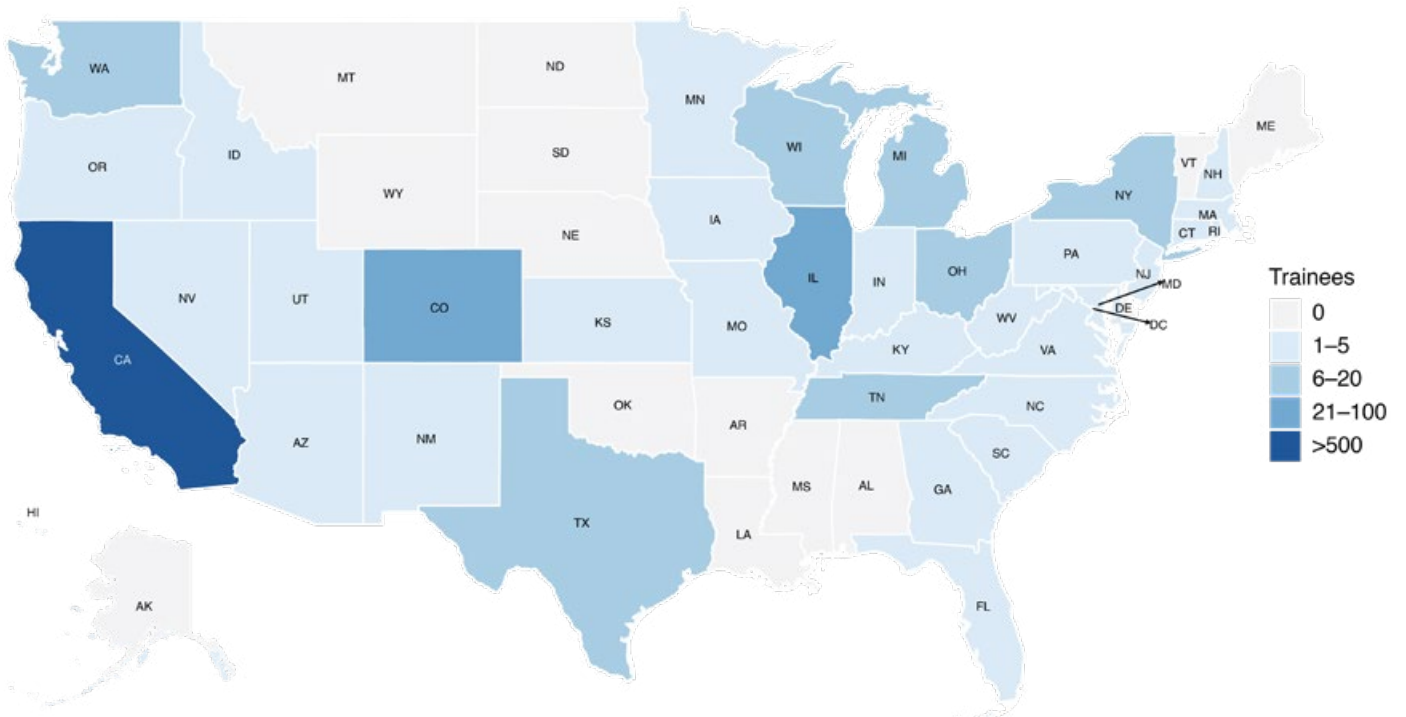 WA
MT
ND
MN
OR
ID
SD
WI
MI
ME
VT
NH
WY
NY
MA
CT
RI
IA
NE
PA
NV
UT
CO
IL
IN
OH
NJ
MD
DE
DC
KS
MO
WV
VA
KY
CA
AZ
NM
OK
AR
TN
NC
SC
MS
AL
GA
HI
TX
LA
AK
FL
Trainees
0
1–5
6–20
21–100
>500